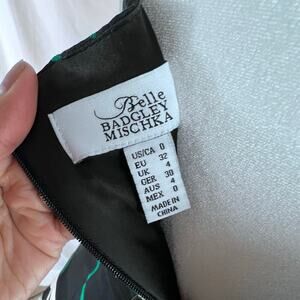 Belle
BADGLEY
MISCHKA
US/CA 0
EU 32
UK 4
GER 30
AUS 4
MEX 0
MADE IN
CHINA